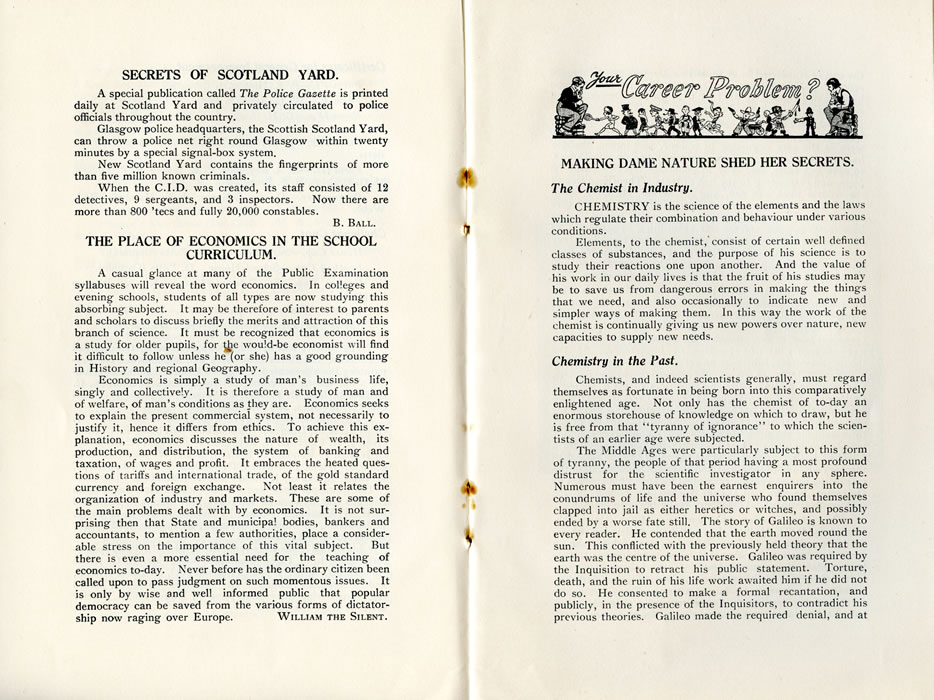 SECRETS OF SCOTLAND YARD.
A special publication called The Police Gazette is printed
daily at Scotland Yard and privately circulated to police
officials throughout the country.
Glasgow police headquarters, the Scottish Scotland Yard,
can throw a police net right round Glasgow within twenty
minutes by a special signal-box system.
New Scotland Yard contains the fingerprints of more
than five million known criminals.
When the C.I.D. was created, its staff consisted of 12
detectives, 9 sergeants, and 3 inspectors. Now there are
more than 800 'tecs and fully 20,000 constables.
B. BALL.
THE PLACE OF ECONOMICS IN THE SCHOOL
CURRICULUM.
A casual glance at many of the Public Examination
syllabuses will reveal the word economics. In colleges and
evening schools, students of all types are now studying this
absorbing subject. It may be therefore of interest to parents
and scholars to discuss briefly the merits and attraction of this
branch of science. It must be recognized that economics is
a study for older pupils, for the would-be economist will find
it difficult to follow unless he (or she) has a good grounding
in History and regional Geography.
Economics is simply a study of man's business life,
singly and collectively. It is therefore a study of man and
of welfare, of man's conditions as they are. Economics seeks
to explain the present commercial system, not necessarily to
justify it, hence it differs from ethics. To achieve this ex-
planation, economics discusses the nature of wealth, its
production, and distribution, the system of banking and
taxation, of wages and profit. It embraces the heated ques-
tions of tariffs and international trade, of the gold standard
currency and foreign exchange. Not least it relates the
organization of industry and markets. These are some of
the main problems dealt with by economics. It is not sur-
prising then that State and municipal bodies, bankers and
accountants, to mention a few authorities, place a consider-
able stress on the importance of this vital subject. But
there is even a more essential need for the teaching of
economics to-day. Never before has the ordinary citizen been
called upon to pass judgment on such momentous issues. It
is only by wise and well informed public that popular
democracy can be saved from the various forms of dictator-
ship now raging over Europe. WILLIAM THE SILENT.
Your Career Problem?
MAKING DAME NATURE SHED HER SECRETS.
The Chemist in Industry.
CHEMISTRY is the science of the elements and the laws
which regulate their combination and behaviour under various
conditions.
Elements, to the chemist, consist of certain well defined
classes of substances, and the purpose of his science is to
study their reactions one upon another. And the value of
his work in our daily lives is that the fruit of his studies may
be to save us from dangerous errors in making the things
that we need, and also occasionally to indicate new and
simpler ways of making them. In this way the work of the
chemist is continually giving us new powers over nature, new
capacities to supply new needs.
Chemistry in the Past.
Chemists, and indeed scientists generally, must regard
themselves as fortunate in being born into this comparatively
enlightened age. Not only has the chemist of to-day an
enormous storehouse of knowledge on which to draw, but he
is free from that "tyranny of ignorance" to which the scien-
tists of an earlier age were subjected.
The Middle Ages were particularly subject to this form
of tyranny, the people of that period having a most profound
distrust for the scientific investigator in any sphere.
Numerous must have been the earnest enquirers into the
conundrums of life and the universe who found themselves
clapped into jail as either heretics or witches, and possibly
ended by a worse fate still. The story of Galileo is known to
every reader. He contended that the earth moved round the
sun. This conflicted with the previously held theory that the
earth was the centre of the universe. Galileo was required by
the Inquisition to retract his public statement. Torture,
death, and the ruin of his life work awaited him if he did not
do so. He consented to make a formal recantation, and
publicly, in the presence of the Inquisitors, to contradict his
previous theories. Galileo made the required denial, and at